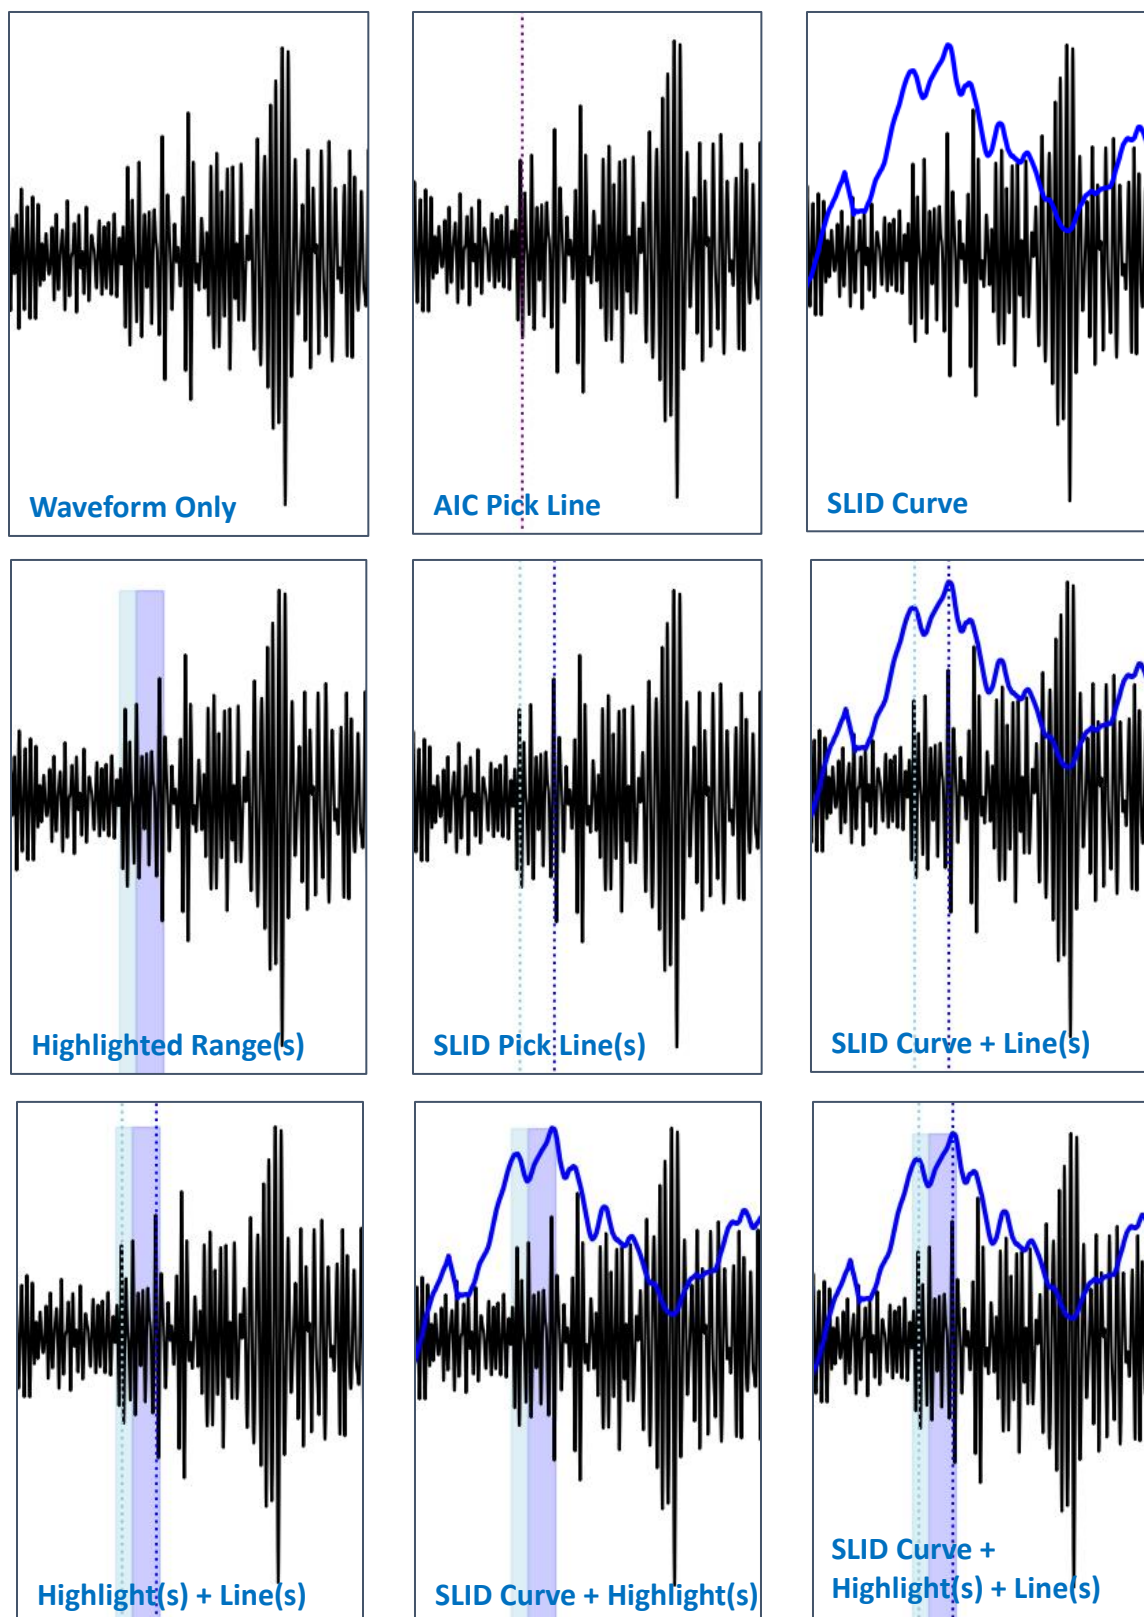 Waveform Only
AIC Pick Line
SLID Curve
Highlighted Range(s)
SLID Pick Line(s)
SLID Curve + Line(s)
Highlight(s) + Line(s)
SLID Curve + Highlight(s)
SLID Curve +
Highlight(s) + Line(s)